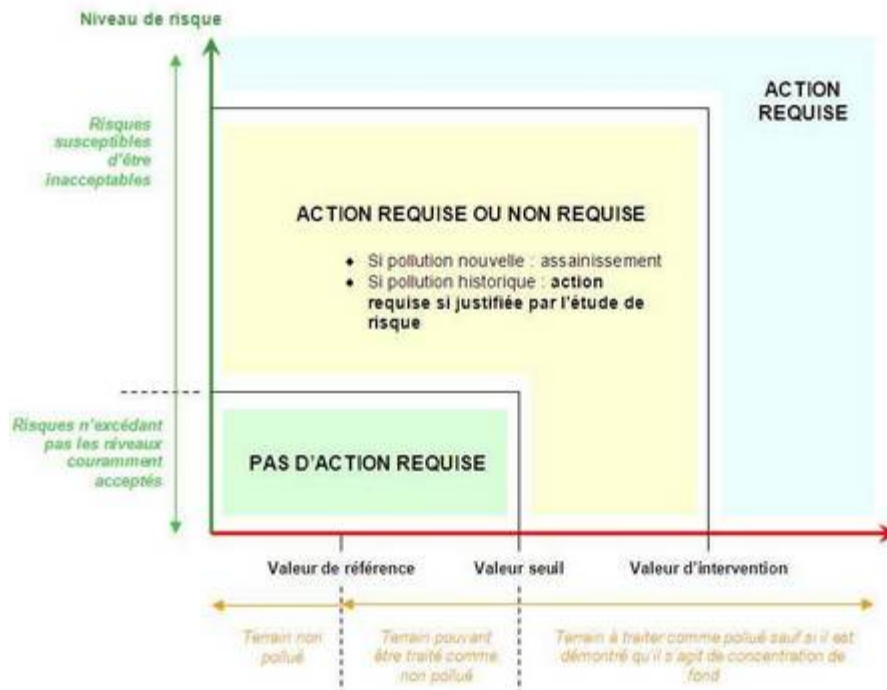 Niveau de risque
Risques
susceptibles
d'être
inacceptables
ACTION
REQUISE
ACTION REQUISE OU NON REQUISE
♦ Si pollution nouvelle : assainissement
♦ Si pollution historique : action
requise si justifiée par l'étude de
risque
Risques n'excédant
pas les niveaux
couramment
acceptés
PAS D'ACTION REQUISE
Valeur de référence
Valeur seuil
Valeur d'intervention
Terrain non
pollué
Terrain pouvant
être traité comme
non pollué
Terrain à traiter comme pollué sauf si il est
démontré qu'il s'agit de concentration de
fond